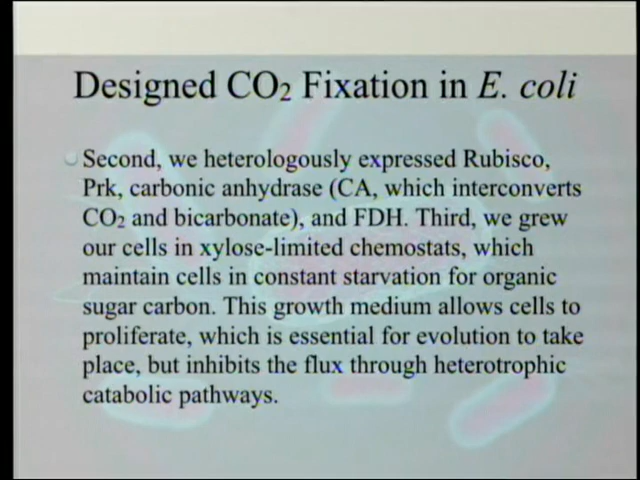 Designed CO₂ Fixation in E. coli
Second, we heterologously expressed Rubisco,
Prk, carbonic anhydrase (CA, which interconverts
CO₂ and bicarbonate), and FDH. Third, we grew
our cells in xylose-limited chemostats, which
maintain cells in constant starvation for organic
sugar carbon. This growth medium allows cells to
proliferate, which is essential for evolution to take
place, but inhibits the flux through heterotrophic
catabolic pathways.